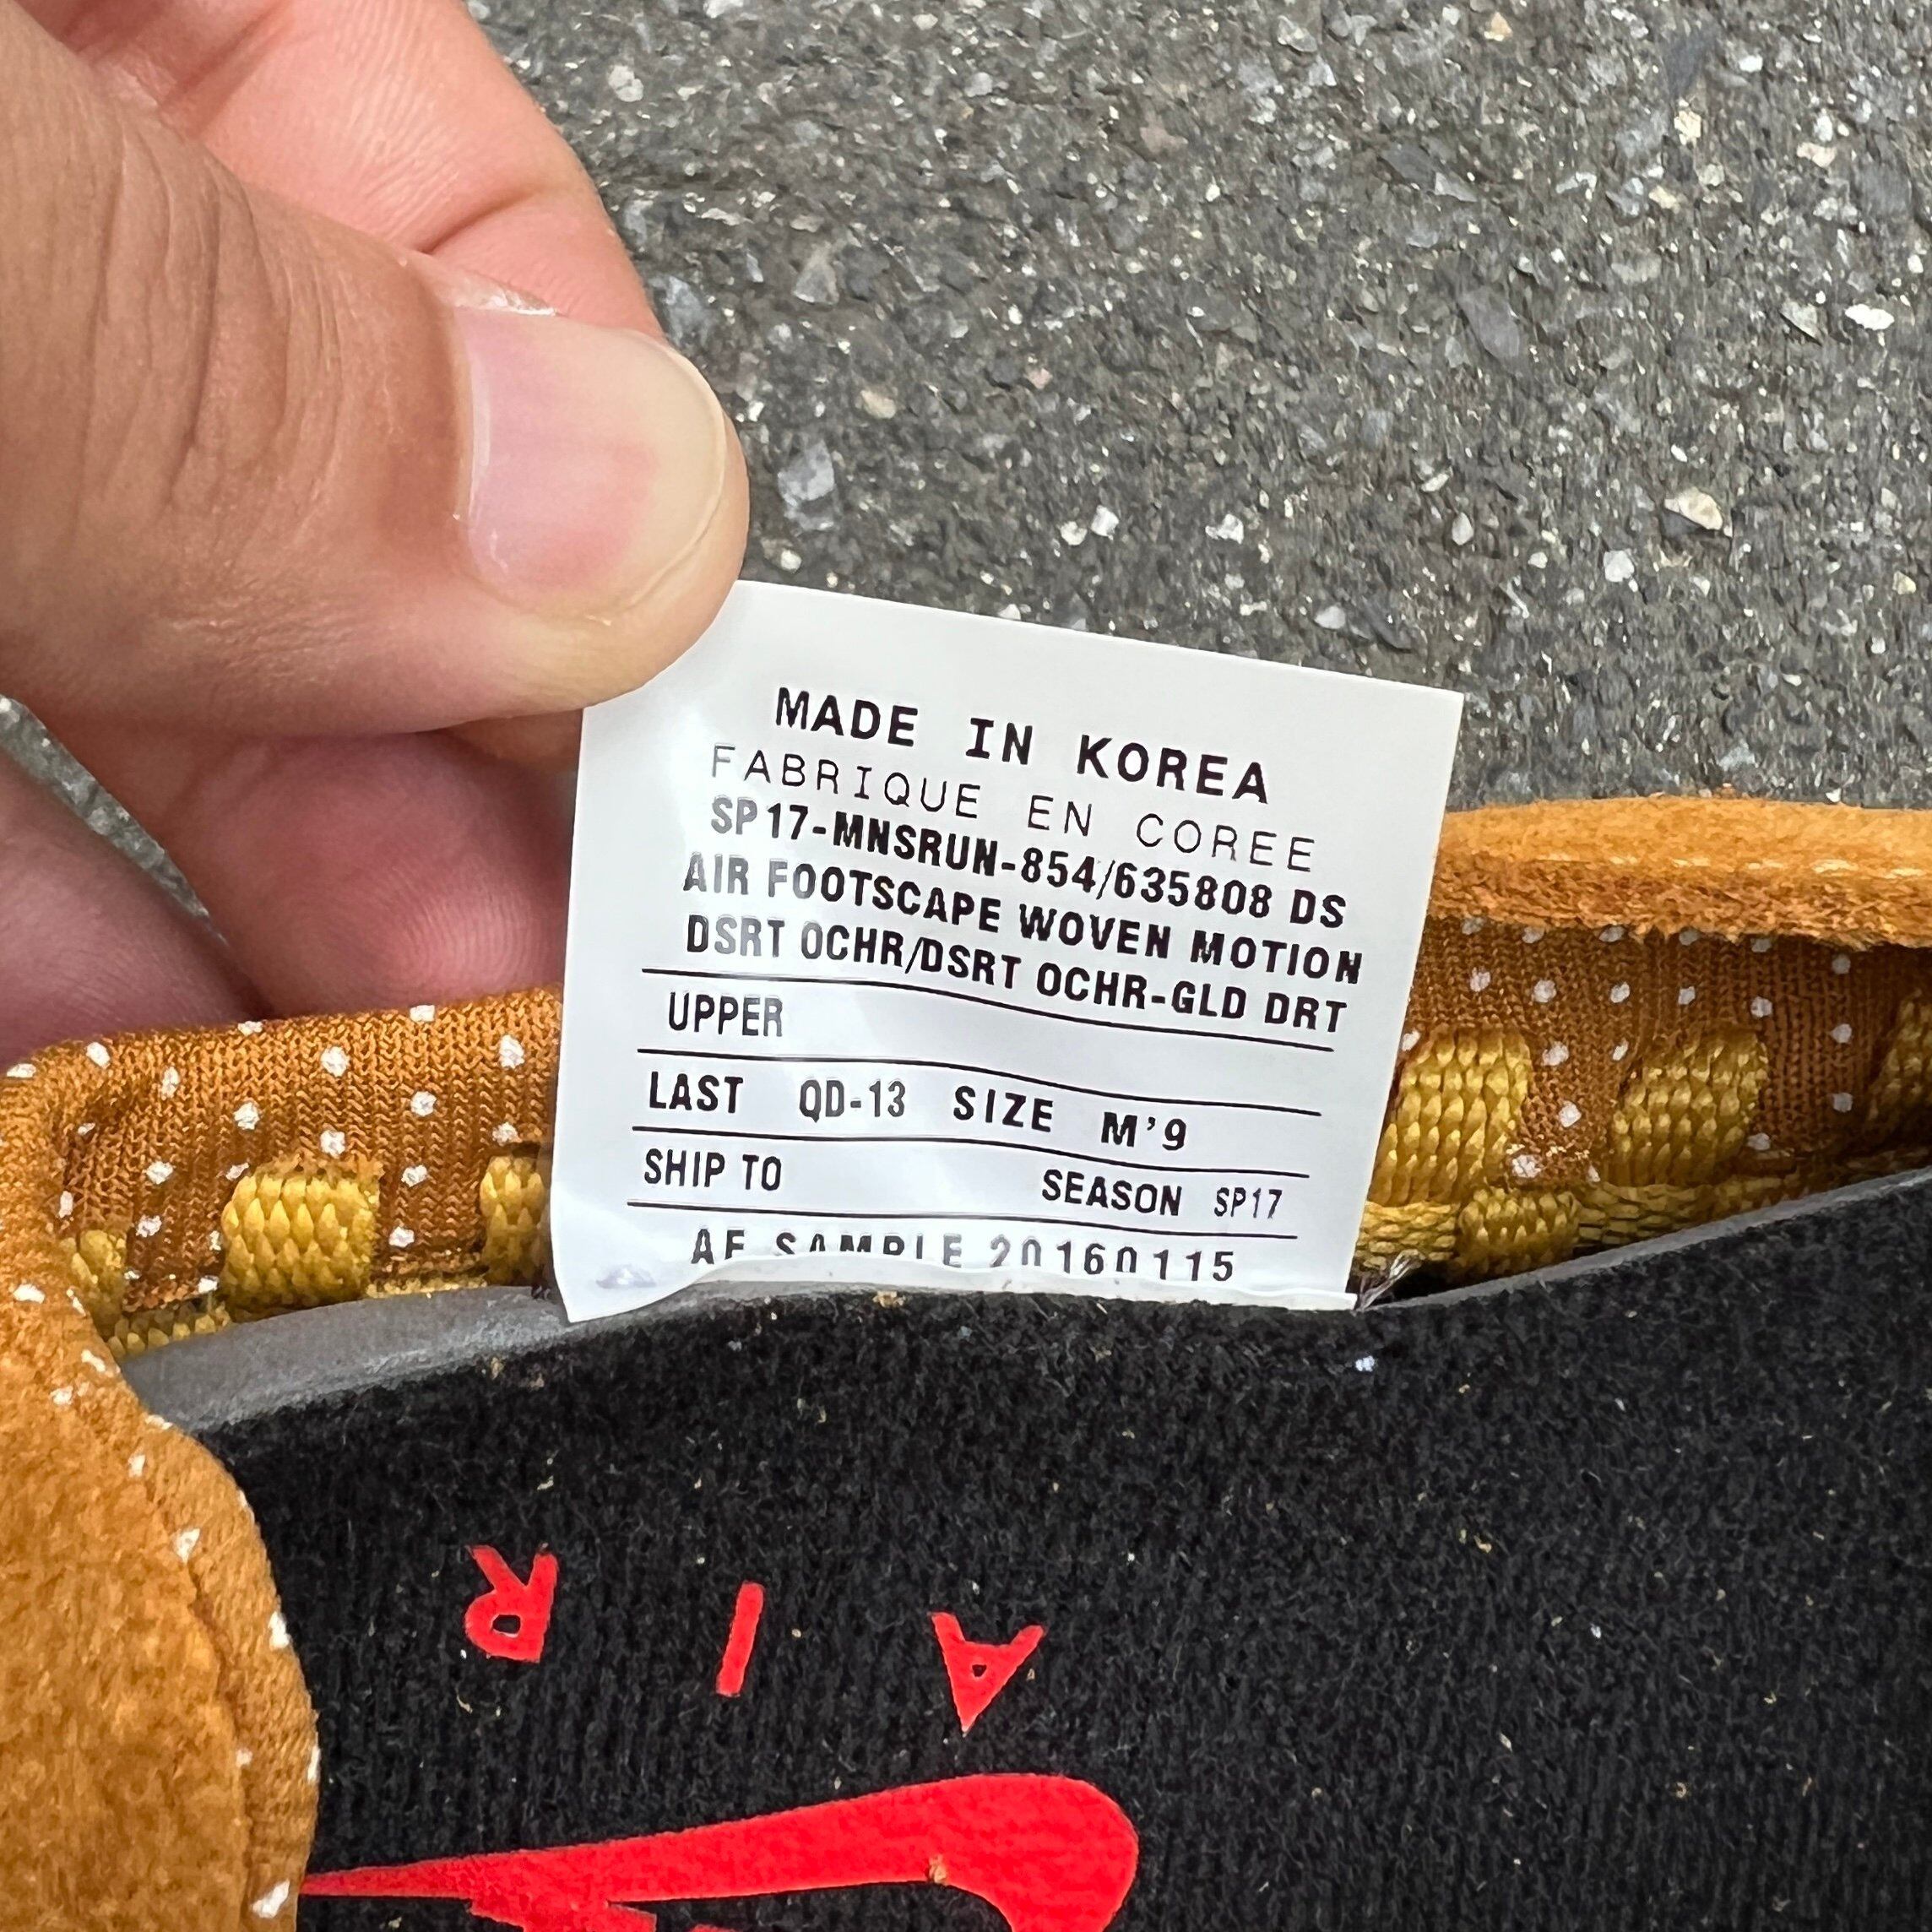 MADE IN KOREA
FABRIQUE EN COREE
SP17-MNSRUN-854/635808 DS
AIR FOOTSCAPE WOVEN MOTION
DSRT OCHR/DSRT OCHR-GLD DRT
UPPER
LAST QD-13 SIZE M'9
SHIP TO SEASON SP17
AF SAMPLE 20160115
AIR